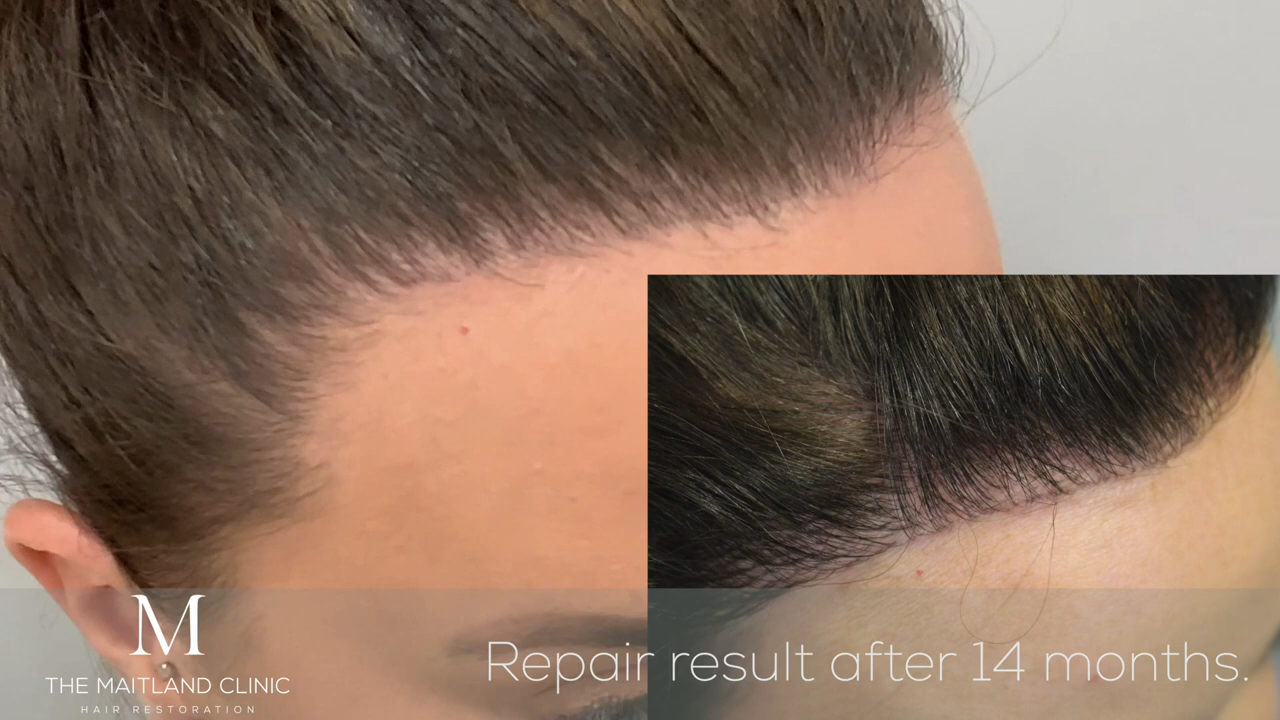 M
THE MAITLAND CLINIC
HAIR RESTORATION
Repair result after 14 months.